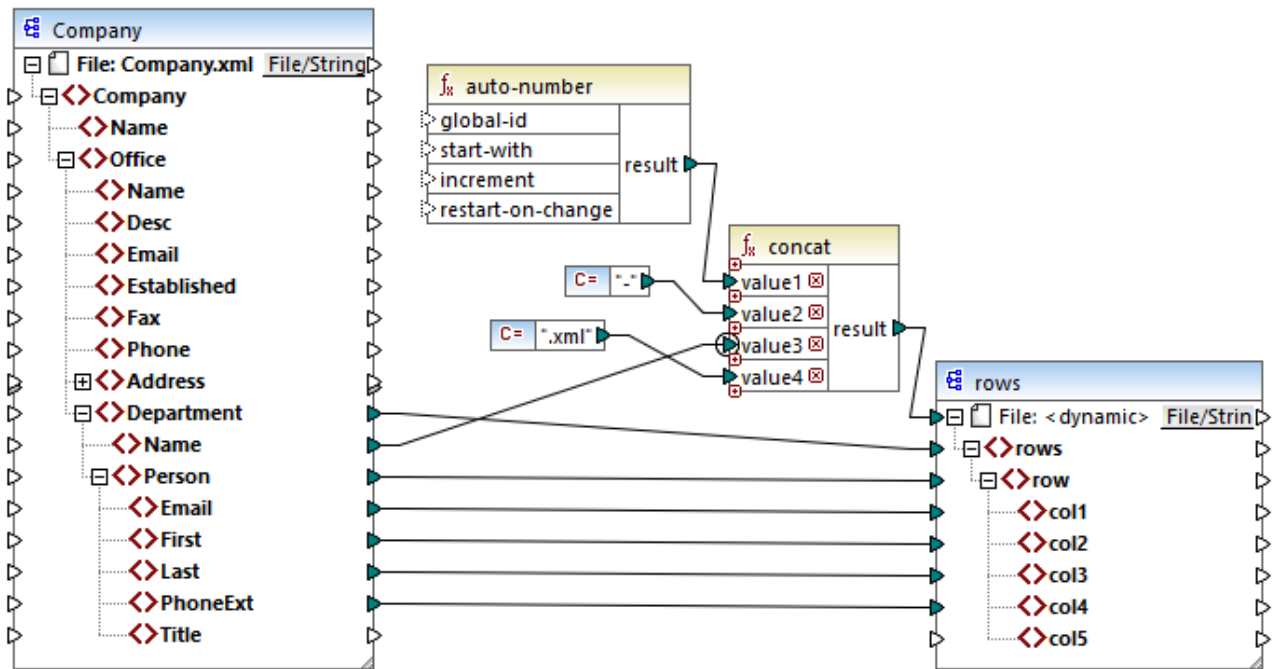 Company
File: Company.xml File/String
Company
Name
Office
Name
Desc
Email
Established
Fax
Phone
Address
Department
Name
Person
Email
First
Last
PhoneExt
Title
fx auto-number
global-id
start-with
increment
restart-on-change
result
C= "-"
C= ".xml"
fx concat
value1
value2
value3
value4
result
rows
File: <dynamic> File/Strin
rows
row
col1
col2
col3
col4
col5